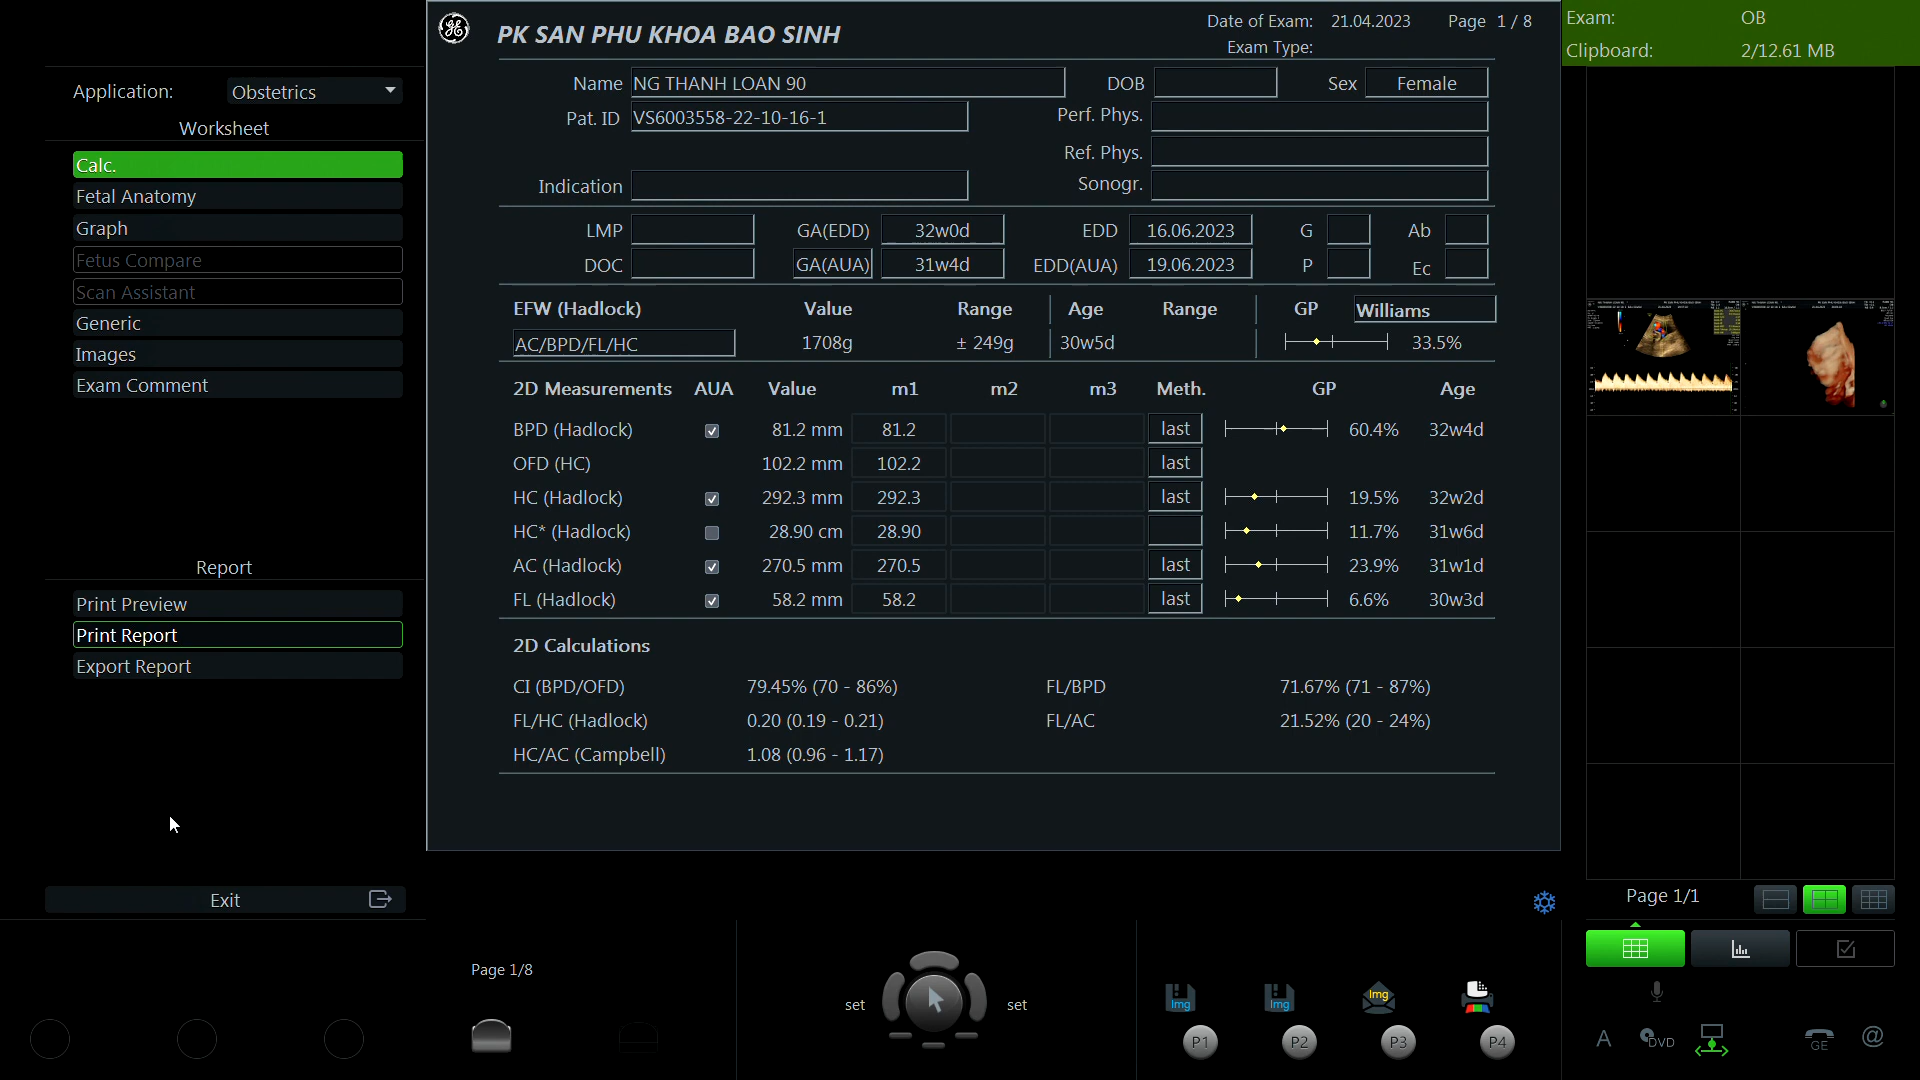 Application: Obstetrics
Worksheet
Calc.
Fetal Anatomy
Graph
Fetus Compare
Scan Assistant
Generic
Images
Exam Comment
Report
Print Preview
Print Report
Export Report
Exit
PK SAN PHU KHOA BAO SINH
Date of Exam: 21.04.2023 Page 1 / 8
Exam Type:
Name NG THANH LOAN 90 DOB Sex Female
Pat. ID VS6003558-22-10-16-1 Perf. Phys.
Ref. Phys.
Indication Sonogr.
LMP GA(EDD) 32w0d EDD 16.06.2023 G Ab
DOC GA(AUA) 31w4d EDD(AUA) 19.06.2023 P Ec
EFW (Hadlock) Value Range Age Range GP Williams
AC/BPD/FL/HC 1708g ± 249g 30w5d 33.5%
2D Measurements AUA Value m1 m2 m3 Meth. GP Age
BPD (Hadlock) 81.2 mm 81.2 last 60.4% 32w4d
OFD (HC) 102.2 mm 102.2 last
HC (Hadlock) 292.3 mm 292.3 last 19.5% 32w2d
HC* (Hadlock) 28.90 cm 28.90 11.7% 31w6d
AC (Hadlock) 270.5 mm 270.5 last 23.9% 31w1d
FL (Hadlock) 58.2 mm 58.2 last 6.6% 30w3d
2D Calculations
CI (BPD/OFD) 79.45% (70 - 86%) FL/BPD 71.67% (71 - 87%)
FL/HC (Hadlock) 0.20 (0.19 - 0.21) FL/AC 21.52% (20 - 24%)
HC/AC (Campbell) 1.08 (0.96 - 1.17)
Exam: OB
Clipboard: 2/12.61 MB
Page 1/1
Page 1/8
set set
Img Img Img
P1 P2 P3 P4
A DVD GE @